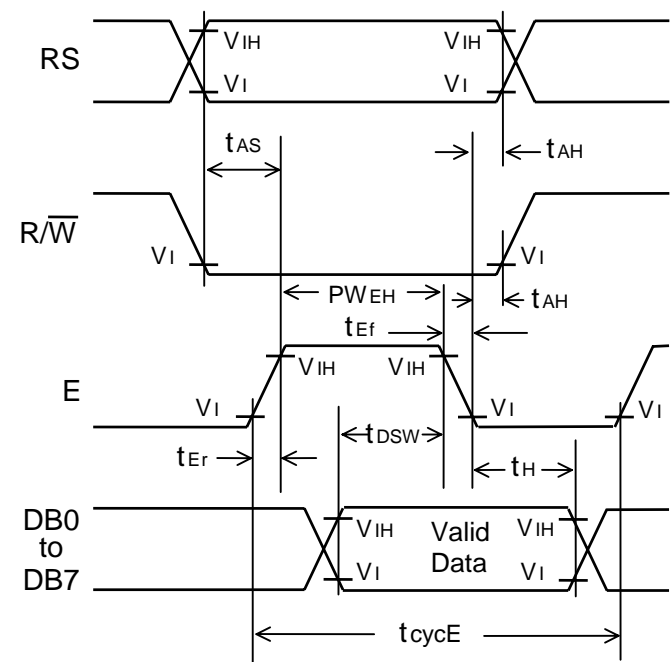 RS
VIH
VIH
VI
VI
tAS
tAH
R/W̅
VI
VI
PWEH
tAH
tEf
E
VIH
VIH
VI
VI
VI
tDSW
tEr
tH
DB0
to
DB7
VIH
Valid
Data
VIH
VI
VI
tcycE